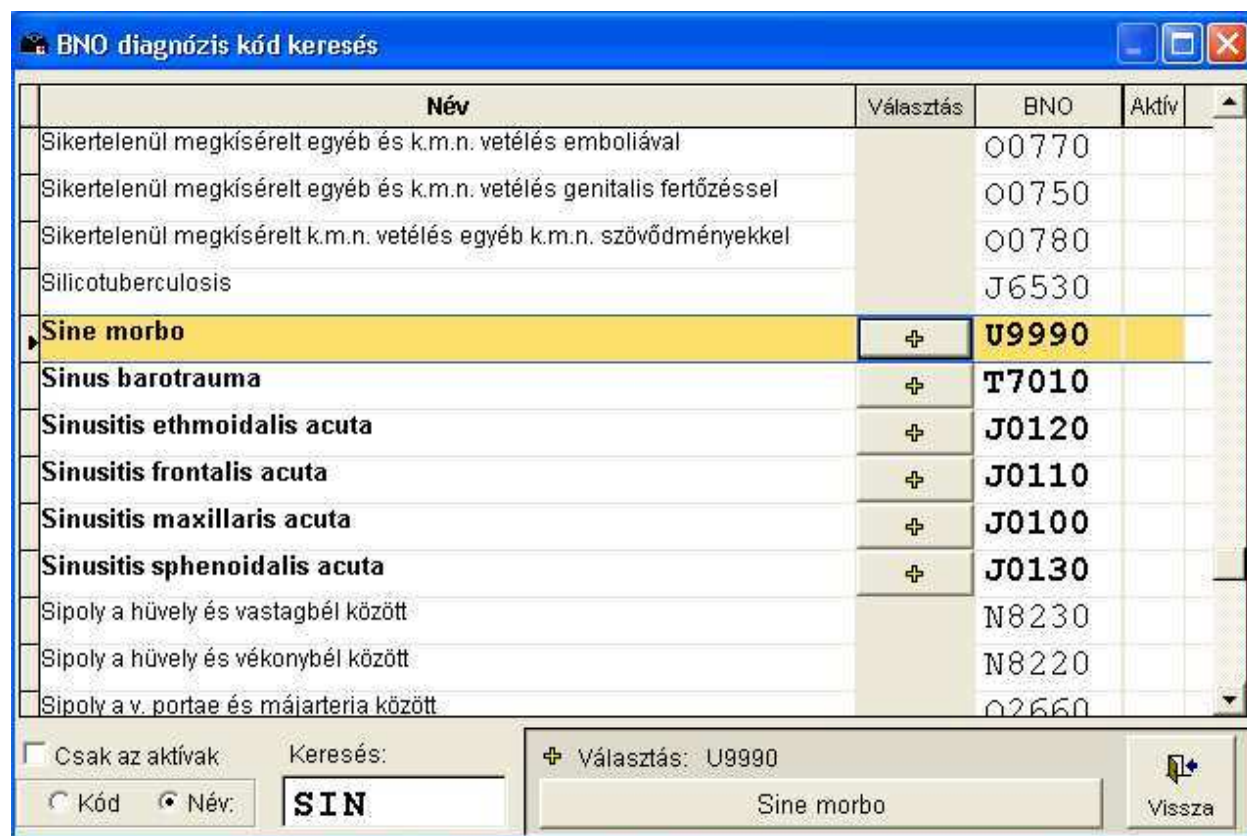 BNO diagnózis kód keresés
Név Választás BNO Aktív
Sikertelenül megkísérelt egyéb és k.m.n. vetélés emboliával O0770
Sikertelenül megkísérelt egyéb és k.m.n. vetélés genitalis fertőzéssel O0750
Sikertelenül megkísérelt k.m.n. vetélés egyéb k.m.n. szövődményekkel O0780
Silicotuberculosis J6530
Sine morbo U9990
Sinus barotrauma T7010
Sinusitis ethmoidalis acuta J0120
Sinusitis frontalis acuta J0110
Sinusitis maxillaris acuta J0100
Sinusitis sphenoidalis acuta J0130
Sipoly a hüvely és vastagbél között N8230
Sipoly a hüvely és vékonybél között N8220
Sipoly a v. portae és májarteria között Q2660
Csak az aktívak Keresés: Választás: U9990
Kód Név: SIN Sine morbo Vissza